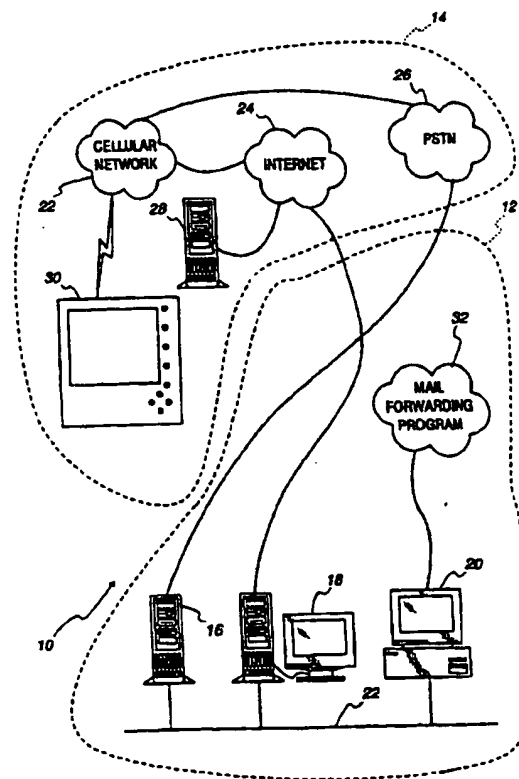 14
26
24
CELLULAR
NETWORK
INTERNET
PSTN
22
28
12
30
32
MAIL
FORWARDING
PROGRAM
20
18
16
10
22